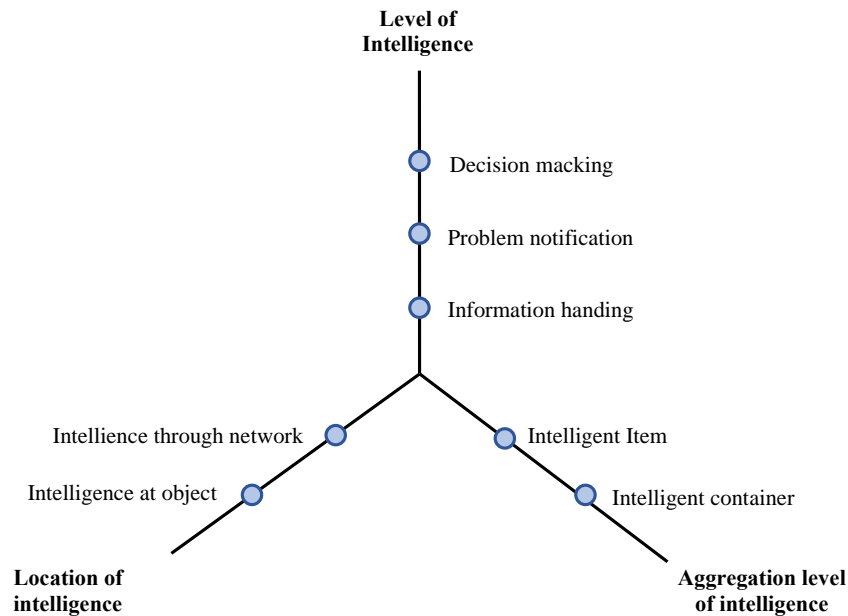 Level of
Intelligence
Decision macking
Problem notification
Information handing
Intellience through network
Intelligent Item
Intelligence at object
Intelligent container
Location of
intelligence
Aggregation level
of intelligence